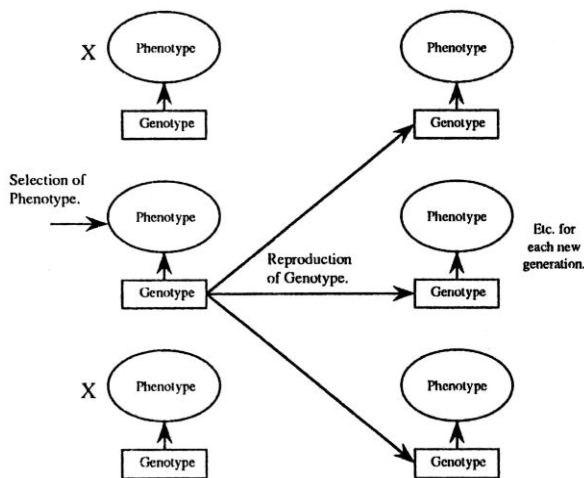 X
Phenotype
Phenotype
Genotype
Genotype
Selection of
Phenotype.
Phenotype
Phenotype
Etc. for
each new
generation.
Reproduction
of Genotype.
Genotype
Genotype
X
Phenotype
Phenotype
Genotype
Genotype